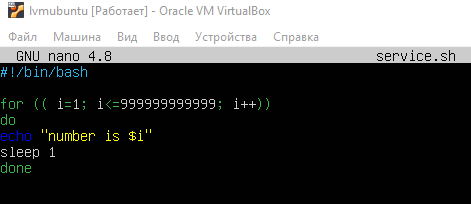 lvmubuntu [Работает] - Oracle VM VirtualBox
Файл Машина Вид Ввод Устройства Справка
GNU nano 4.8 service.sh
#!/bin/bash
for (( i=1; i<=999999999999; i++))
do
echo "number is $i"
sleep 1
done